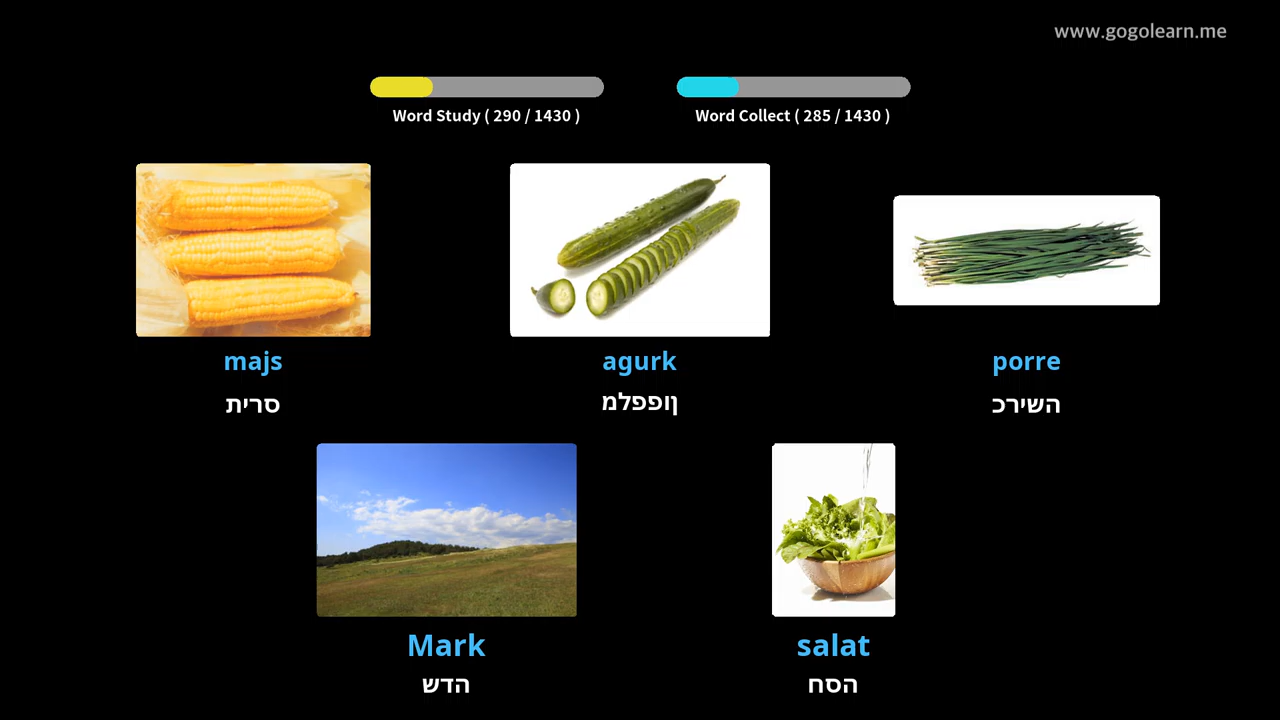 www.gogolearn.me
Word Study ( 290 / 1430 )
Word Collect ( 285 / 1430 )
majs
סרית
agurk
ןופפלמ
porre
השירכ
Mark
הדש
salat
הסח